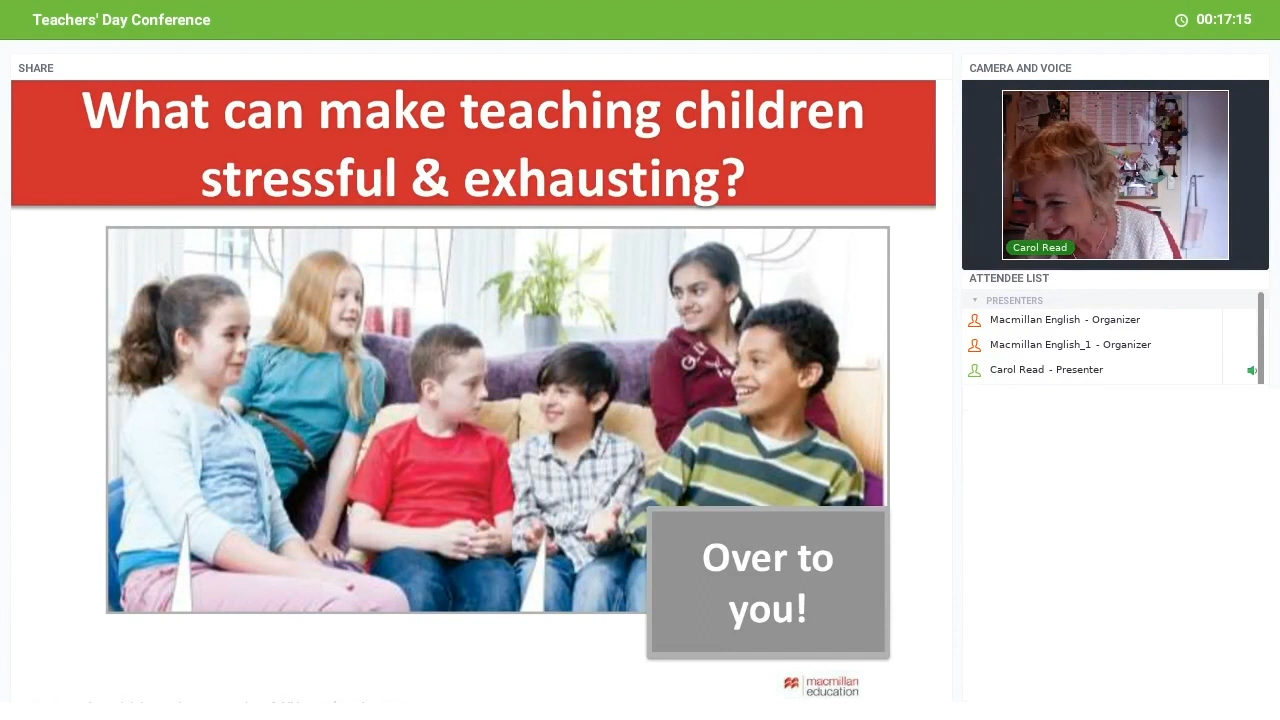 Teachers' Day Conference
00:17:15
SHARE
What can make teaching children
stressful & exhausting?
Over to
you!
macmillan
education
CAMERA AND VOICE
Carol Read
ATTENDEE LIST
PRESENTERS
Macmillan English - Organizer
Macmillan English_1 - Organizer
Carol Read - Presenter